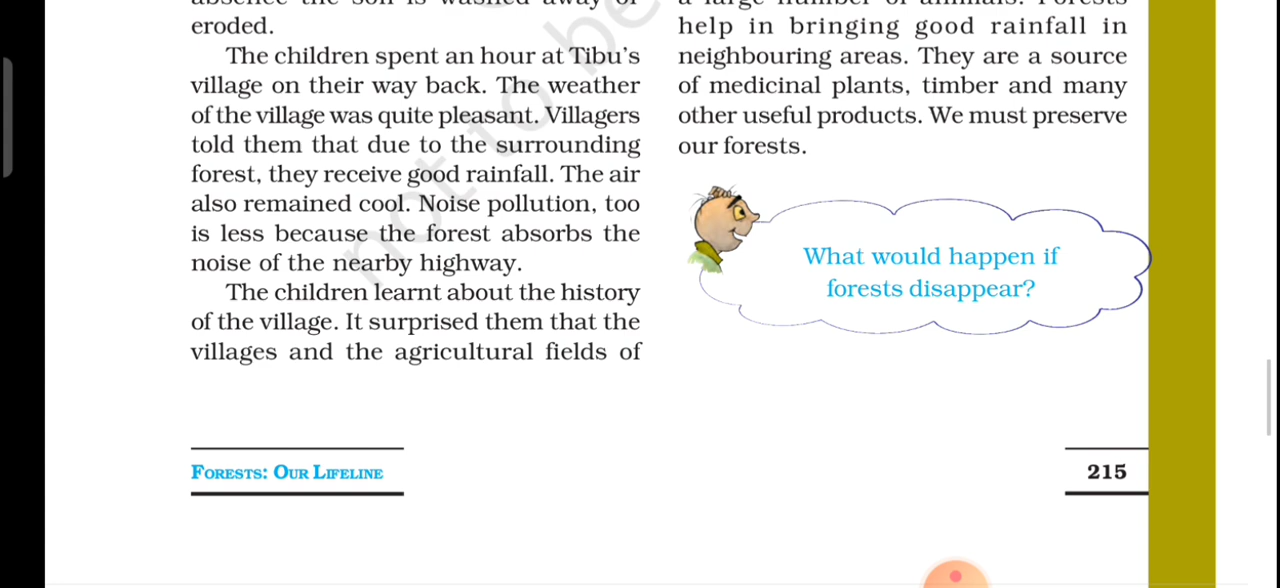 eroded.
The children spent an hour at Tibu's
village on their way back. The weather
of the village was quite pleasant. Villagers
told them that due to the surrounding
forest, they receive good rainfall. The air
also remained cool. Noise pollution, too
is less because the forest absorbs the
noise of the nearby highway.
The children learnt about the history
of the village. It surprised them that the
villages and the agricultural fields of
help in bringing good rainfall in
neighbouring areas. They are a source
of medicinal plants, timber and many
other useful products. We must preserve
our forests.
What would happen if
forests disappear?
Forests: Our Lifeline
215
not to be